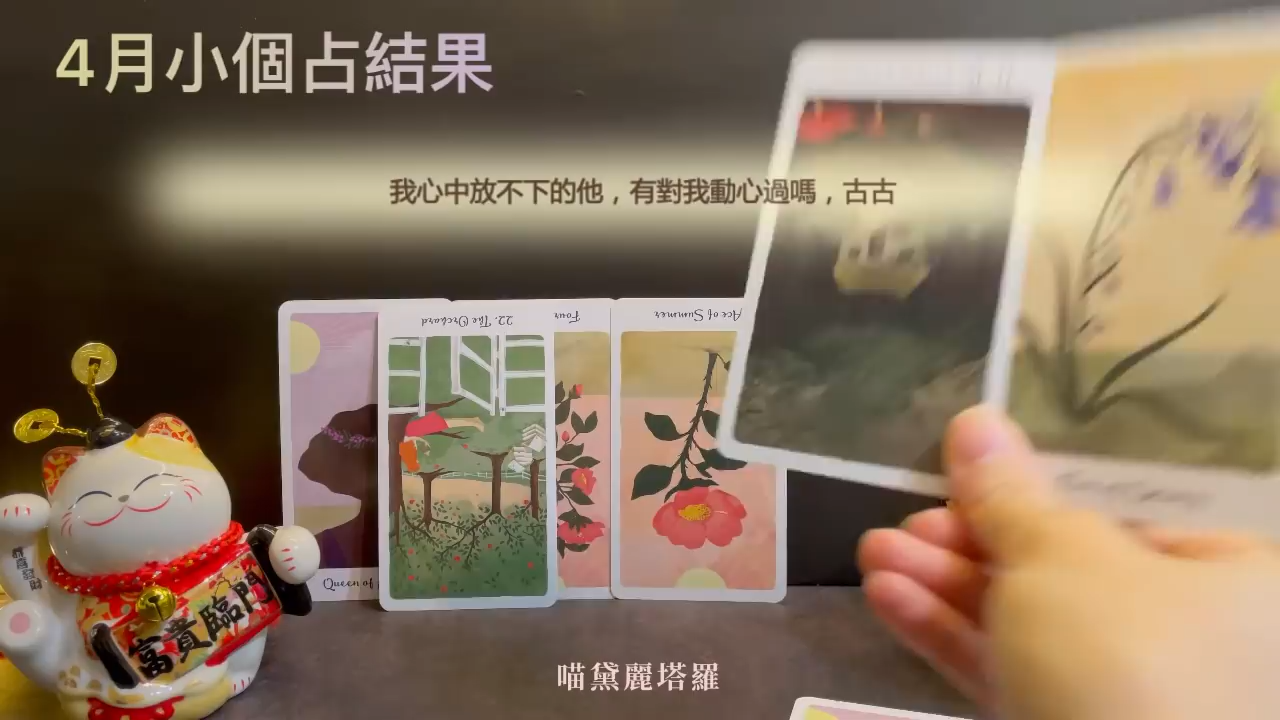 4月小個占結果
我心中放不下的他，有對我動心過嗎，古古
22. The Orchard
Four
Ace of Summer
Queen of
富貴臨門
喵黛麗塔羅